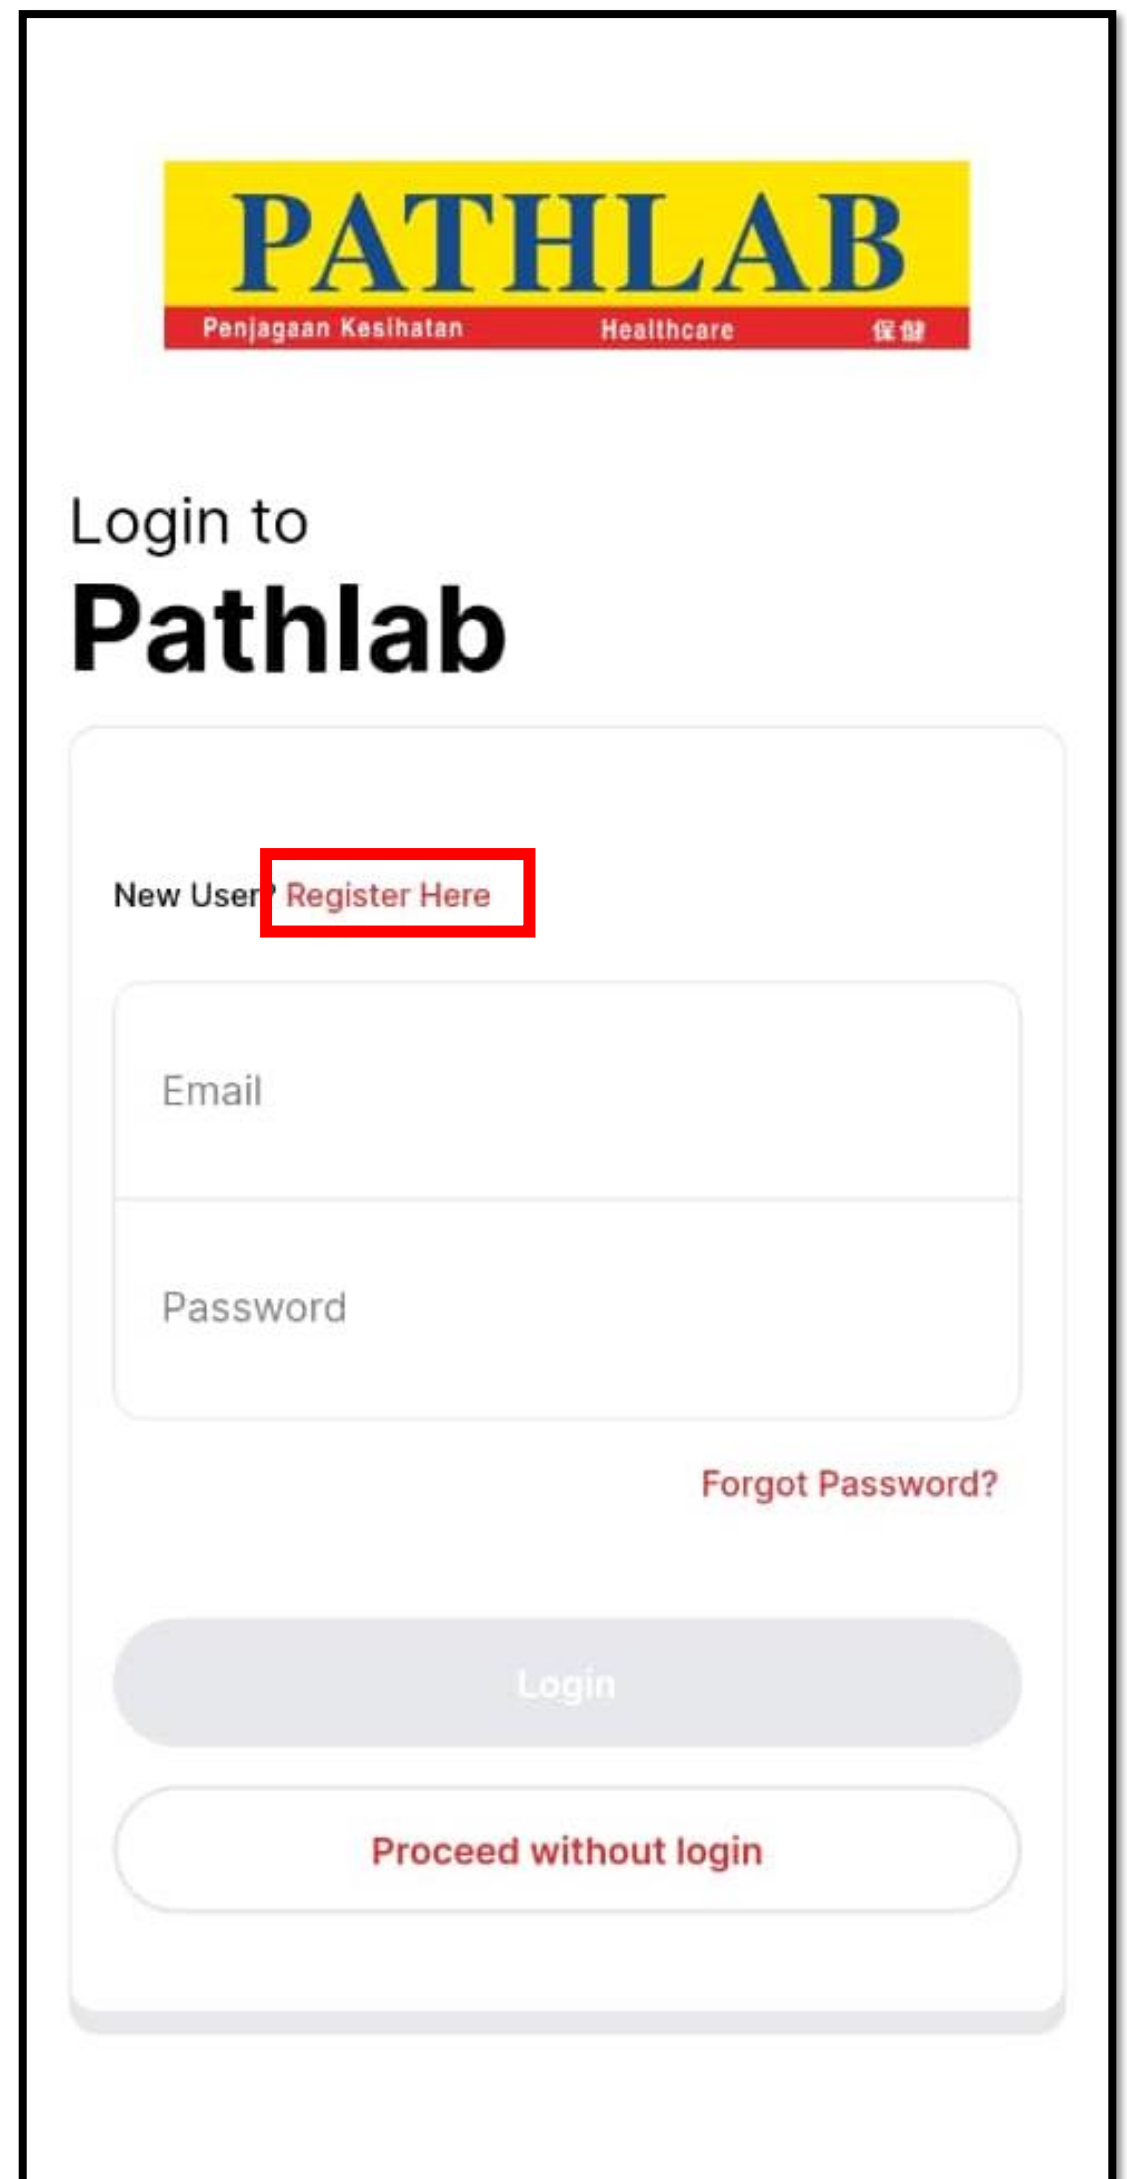 PATHLAB
Penjagaan Kesihatan Healthcare 保健
Login to
Pathlab
New User? Register Here
Email
Password
Forgot Password?
Login
Proceed without login